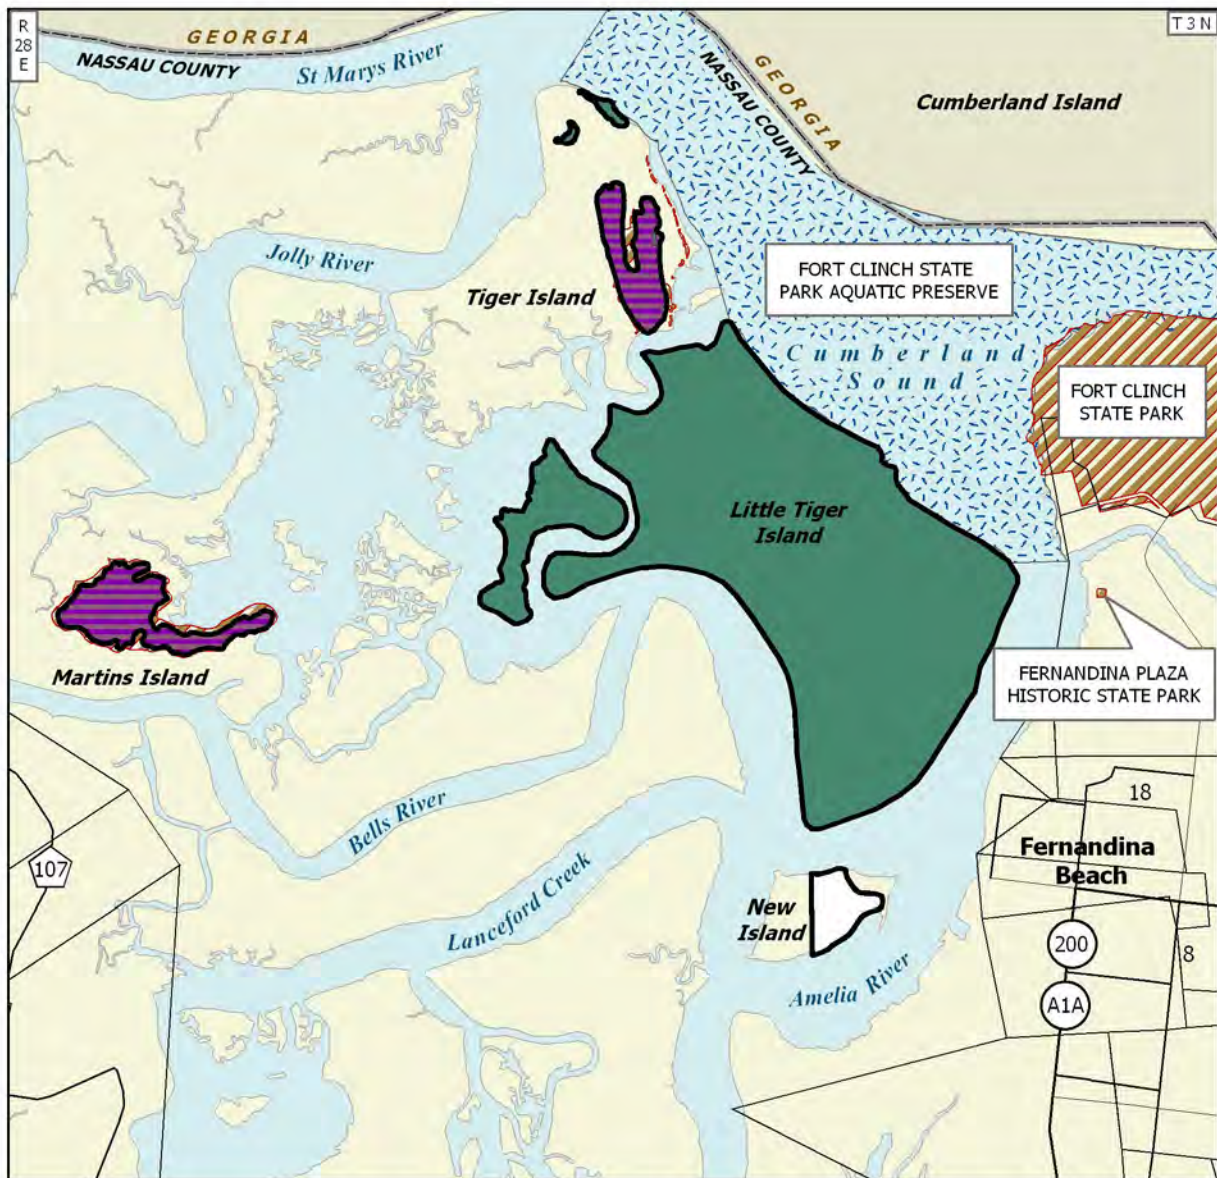 R
28
E
GEORGIA
NASSAU COUNTY
St Marys River
T 3 N
GEORGIA
NASSAU COUNTY
Cumberland Island
Jolly River
Tiger Island
FORT CLINCH STATE
PARK AQUATIC PRESERVE
Cumberland
Sound
FORT CLINCH
STATE PARK
Little Tiger
Island
Martins Island
FERNANDINA PLAZA
HISTORIC STATE PARK
Bells River
18
107
Fernandina
Beach
Lanceford Creek
New
Island
200
8
Amelia River
A1A